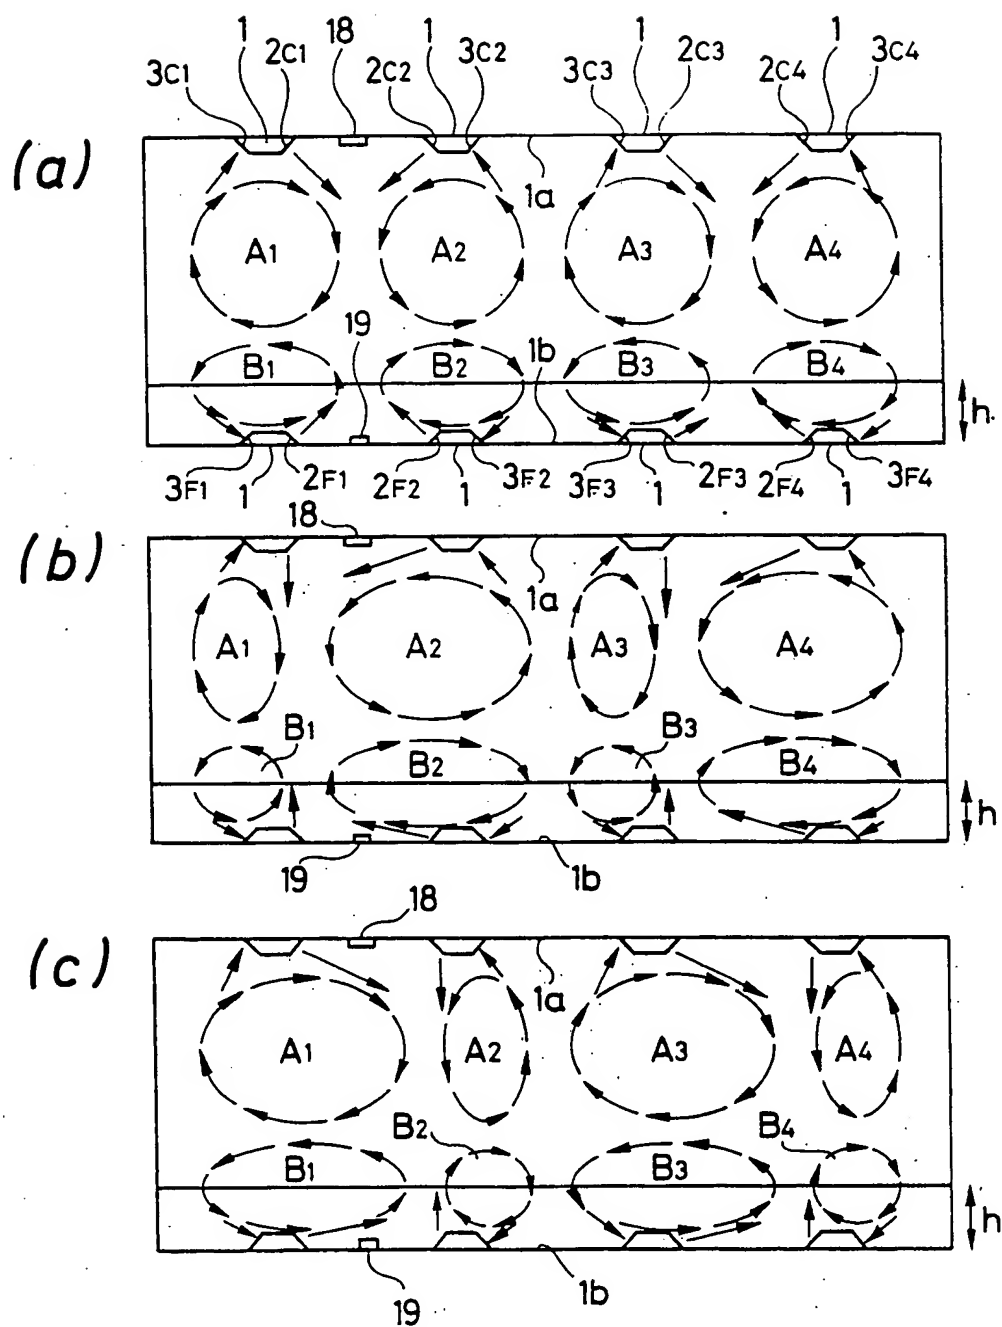 1 18 1 1 1
3C1 2C1 2C2 3C2 3C3 2C3 2C4 3C4
(a)
1a
A1 A2 A3 A4
19 1b
B1 B2 B3 B4
h
3F1 1 2F1 2F2 1 3F2 3F3 1 2F3 2F4 1 3F4
18
(b)
1a
A1 A2 A3 A4
B1 B2 B3 B4
h
19 1b
18
(c)
1a
A1 A2 A3 A4
B2 B4
B1 B3
h
19 1b